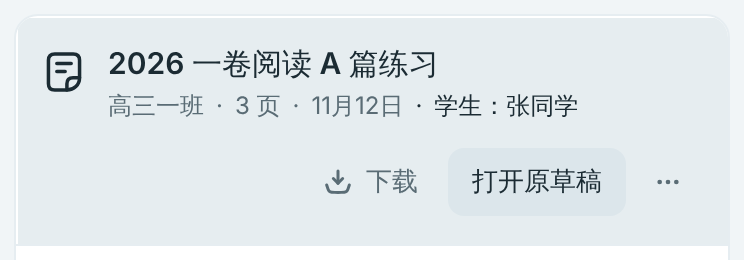 2026 一卷阅读 A 篇练习
高三一班 · 3 页 · 11月12日 · 学生：张同学
下载 打开原草稿 ···